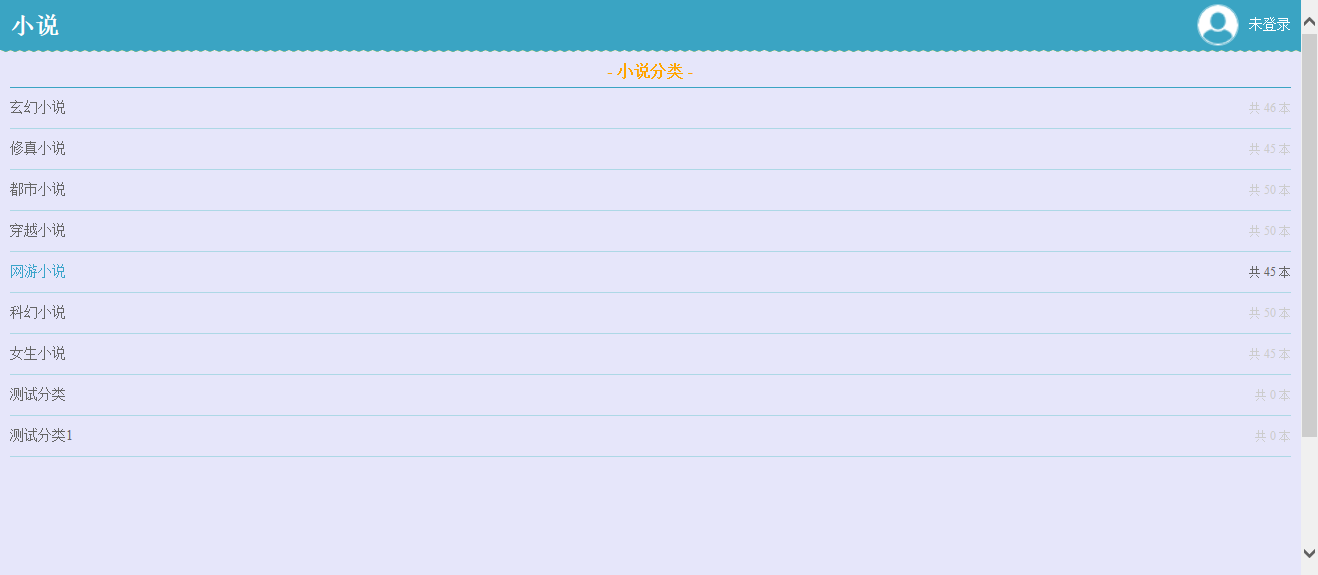 小说 未登录
- 小说分类 -
玄幻小说 共 46 本
修真小说 共 45 本
都市小说 共 50 本
穿越小说 共 50 本
网游小说 共 45 本
科幻小说 共 50 本
女生小说 共 45 本
测试分类 共 0 本
测试分类1 共 0 本